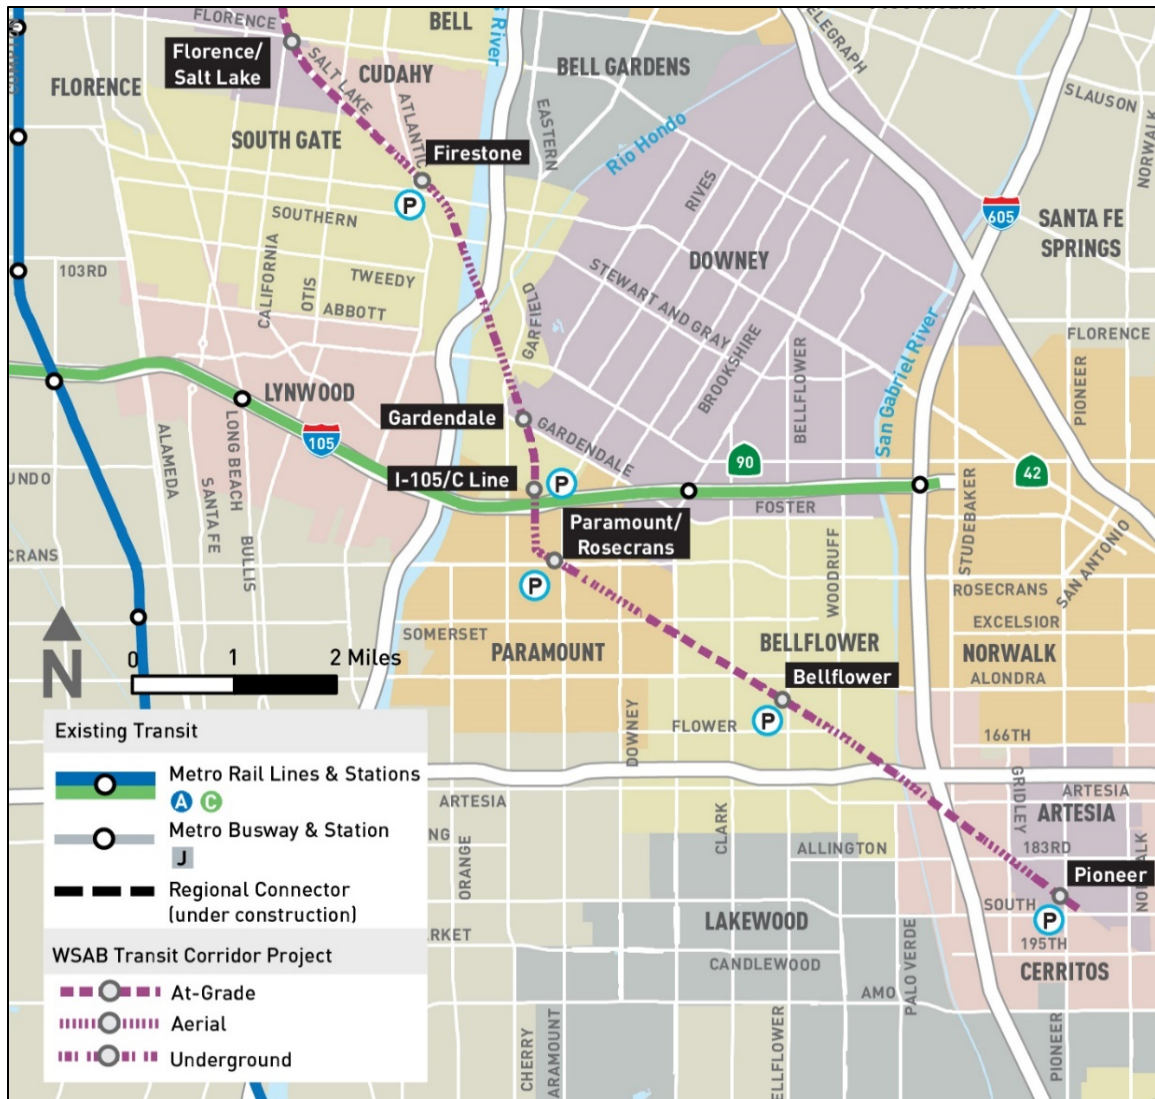 FLORENCE
BELL
TELEGRAPH
Florence/
Salt Lake
SALT LAKE
CUDAHY
ATLANTIC
FLORENCE
BELL GARDENS
EASTERN
Rio Hondo
SLAUSON
NORWALK
SOUTH GATE
Firestone
P
RIVES
605
SANTA FE
SPRINGS
SOUTHERN
CALIFORNIA
OTIS
TWEEDY
ABBOTT
103RD
DOWNEY
STEWART AND GRAY
GARFIELD
BROOKSHIRE
BELLFLOWER
San Gabriel River
FLORENCE
PIONEER
LYNWOOD
LONG BEACH
105
ALAMEDA
SANTA FE
BULLIS
Gardendale
GARDENDALE
I-105/C Line
P
90
42
FOSTER
STUDEBAKER
SAN ANTONIO
Paramount/
Rosecrans
P
WOODRUFF
ROSECRANS
EXCELSIOR
NORWALK
ALONDRA
SOMERSET
PARAMOUNT
BELLFLOWER
Bellflower
P
FLOWER
DOWNEY
166TH
N
0 1 2 Miles
GRIDLEY
ARTESIA
ARTESIA
ARTESIA
ORANGE
CLARK
ALLINGTON
183RD
Pioneer
P
SOUTH
195TH
CERRITOS
LAKEWOOD
CANDLEWOOD
PALO VERDE
PIONEER
CHERRY
Existing Transit
Metro Rail Lines & Stations
A C
Metro Busway & Station
J
Regional Connector
(under construction)
WSAB Transit Corridor Project
At-Grade
Aerial
Underground